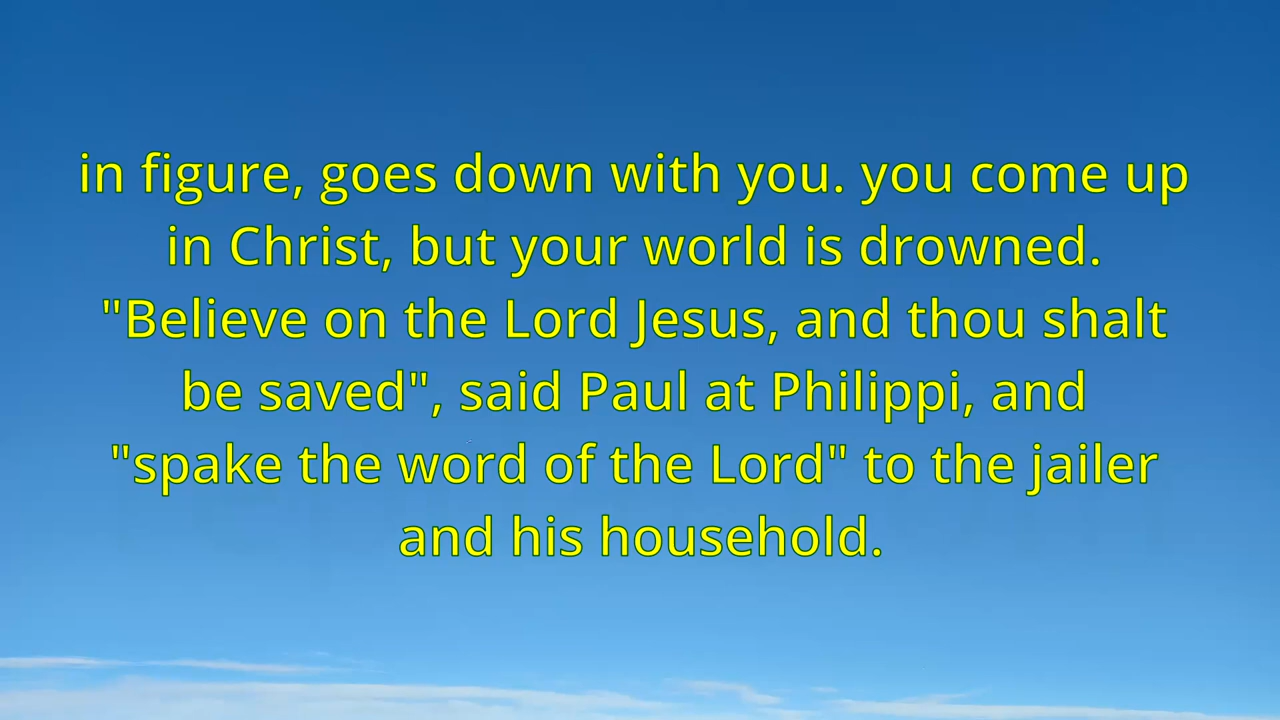 in figure, goes down with you. you come up
in Christ, but your world is drowned.
"Believe on the Lord Jesus, and thou shalt
be saved", said Paul at Philippi, and
"spake the word of the Lord" to the jailer
and his household.